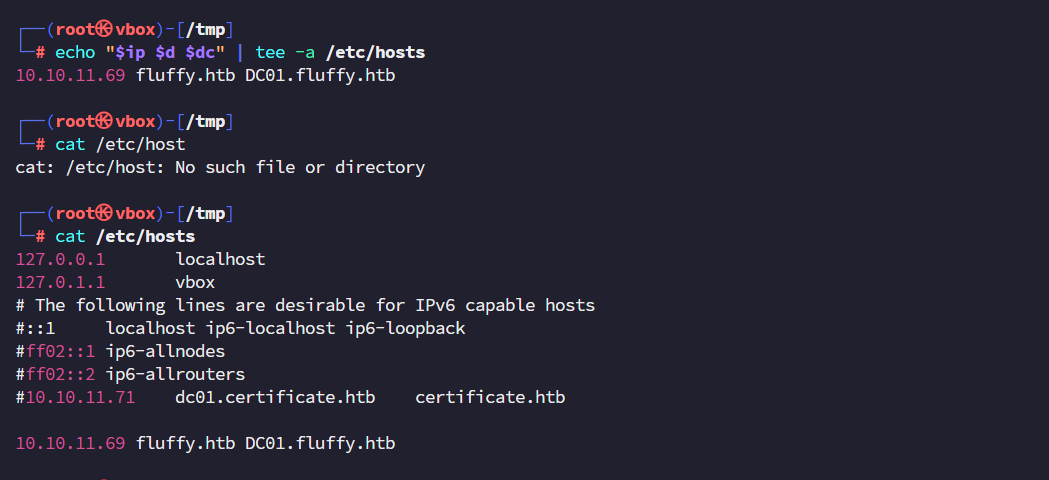 ┌──(root㉿vbox)-[/tmp]
└─# echo "$ip $d $dc" | tee -a /etc/hosts
10.10.11.69 fluffy.htb DC01.fluffy.htb
┌──(root㉿vbox)-[/tmp]
└─# cat /etc/host
cat: /etc/host: No such file or directory
┌──(root㉿vbox)-[/tmp]
└─# cat /etc/hosts
127.0.0.1       localhost
127.0.1.1       vbox
# The following lines are desirable for IPv6 capable hosts
#::1     localhost ip6-localhost ip6-loopback
#ff02::1 ip6-allnodes
#ff02::2 ip6-allrouters
#10.10.11.71    dc01.certificate.htb    certificate.htb
10.10.11.69 fluffy.htb DC01.fluffy.htb